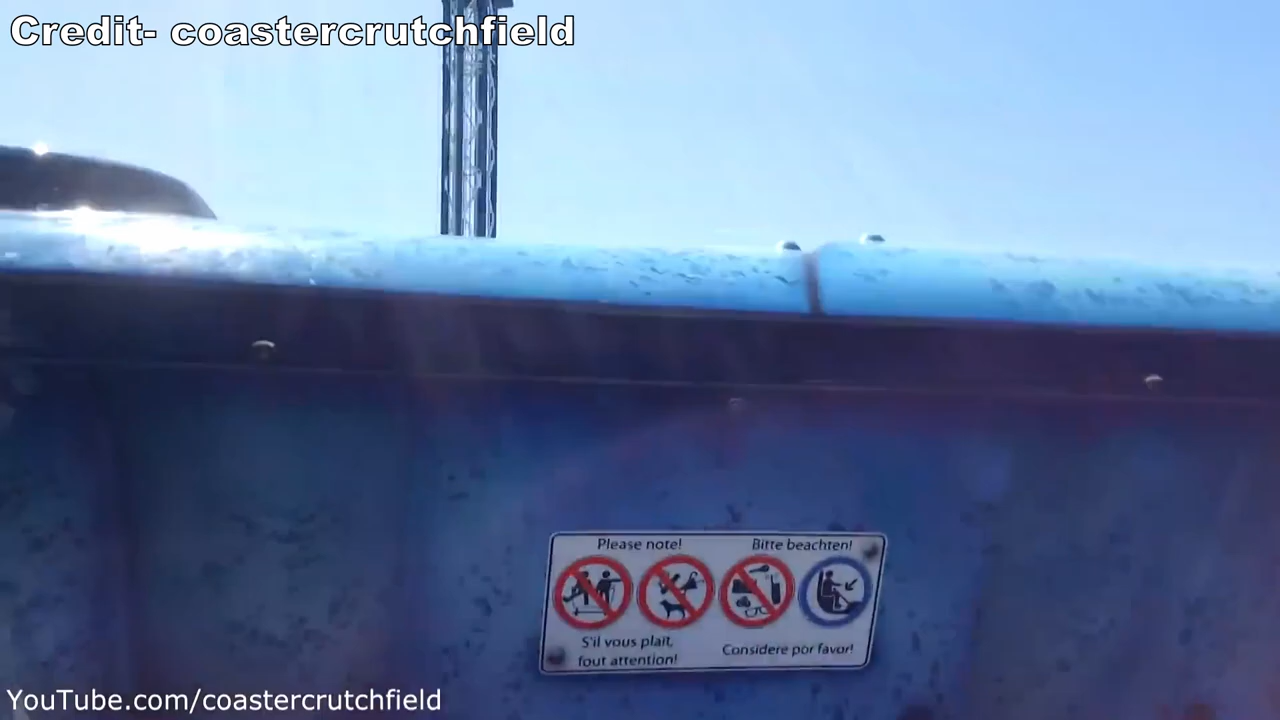 Credit- coastercrutchfield
Please note!
Bitte beachten!
S'il vous plait,
fout attention!
Considere por favor!
YouTube.com/coastercrutchfield